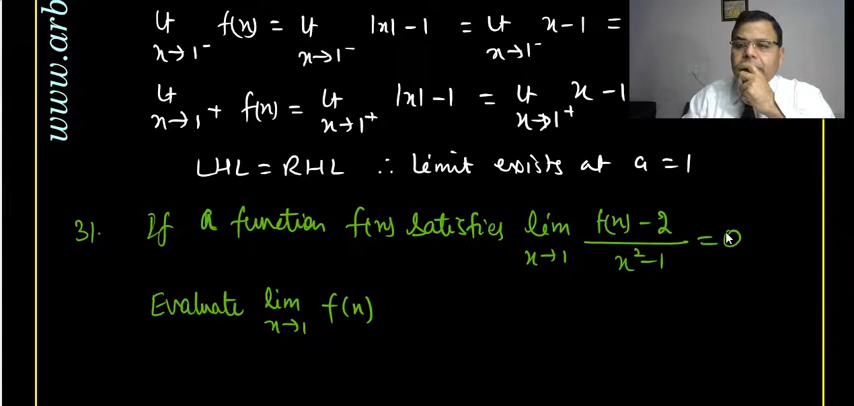 lt x→1⁻ f(x) = lt x→1⁻ |x| - 1 = lt x→1⁻ x - 1 =
lt x→1⁺ f(x) = lt x→1⁺ |x| - 1 = lt x→1⁺ x - 1
LHL = RHL ∴ Limit exists at a = 1
31. If a function f(x) satisfies lim x→1 (f(x) - 2)/(x² - 1) =
Evaluate lim x→1 f(x)
www.arb